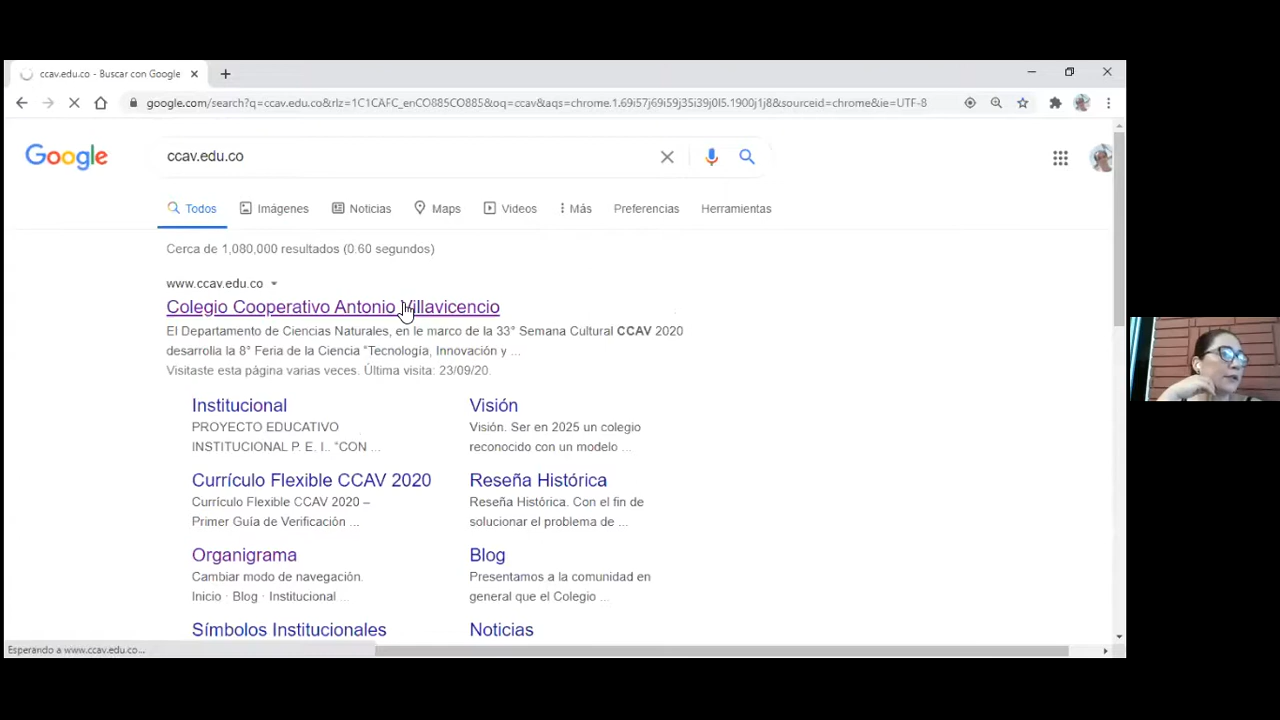 ccav.edu.co - Buscar con Google
google.com/search?q=ccav.edu.co&rlz=1C1CAFC_enCO885CO885&oq=ccav&aqs=chrome.1.69i57j69i59j35i39j0l5.1900j1j8&sourceid=chrome&ie=UTF-8
Google
ccav.edu.co
Todos Imágenes Noticias Maps Videos Más Preferencias Herramientas
Cerca de 1,080,000 resultados (0.60 segundos)
www.ccav.edu.co
Colegio Cooperativo Antonio Villavicencio
El Departamento de Ciencias Naturales, en le marco de la 33° Semana Cultural CCAV 2020
desarrolla la 8° Feria de la Ciencia "Tecnología, Innovación y ...
Visitaste esta página varias veces. Última visita: 23/09/20.
Institucional
PROYECTO EDUCATIVO
INSTITUCIONAL P. E. I.. "CON ...
Visión
Visión. Ser en 2025 un colegio
reconocido con un modelo ...
Currículo Flexible CCAV 2020
Currículo Flexible CCAV 2020 –
Primer Guía de Verificación ...
Reseña Histórica
Reseña Histórica. Con el fin de
solucionar el problema de ...
Organigrama
Cambiar modo de navegación.
Inicio · Blog · Institucional ...
Blog
Presentamos a la comunidad en
general que el Colegio ...
Símbolos Institucionales
Noticias
Esperando a www.ccav.edu.co...